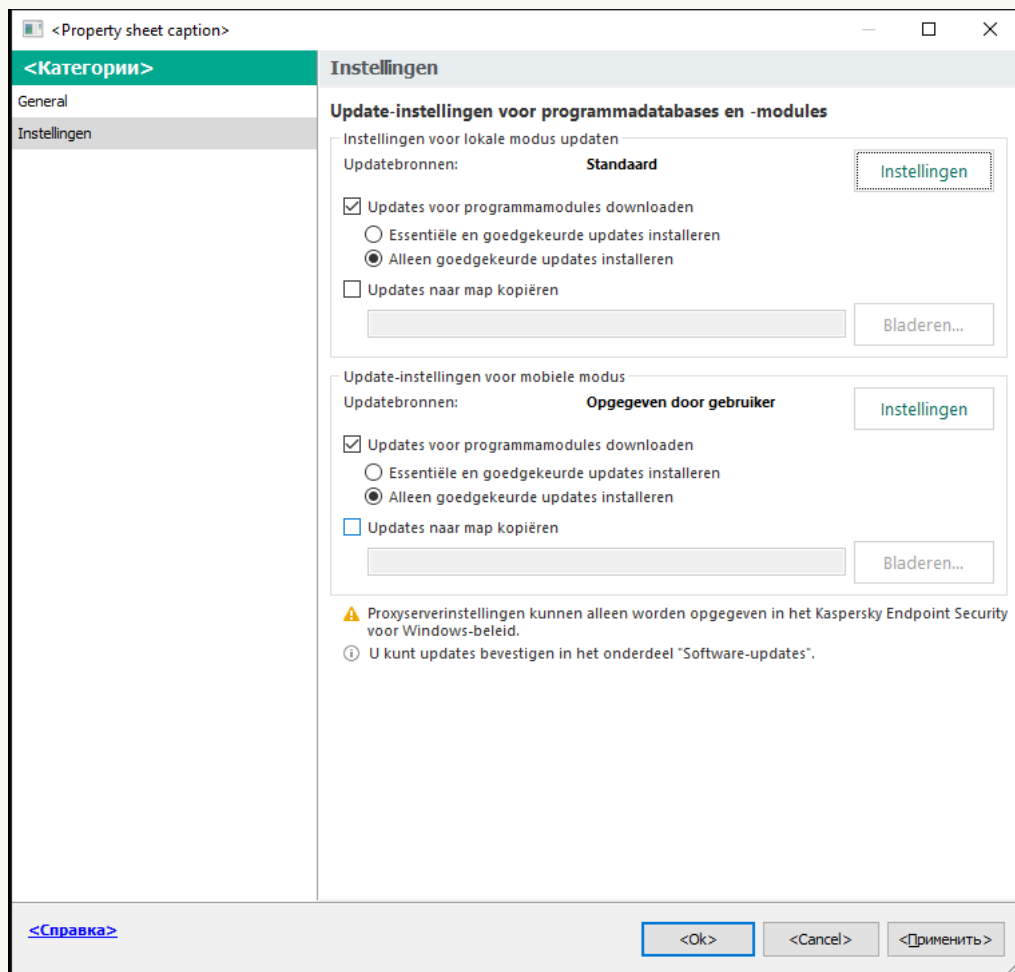 <Property sheet caption>
<Категории>
General
Instellingen
Instellingen
Update-instellingen voor programmadatabases en -modules
Instellingen voor lokale modus updaten
Updatebronnen: Standaard Instellingen
Updates voor programmamodules downloaden
Essentiële en goedgekeurde updates installeren
Alleen goedgekeurde updates installeren
Updates naar map kopiëren
Bladeren...
Update-instellingen voor mobiele modus
Updatebronnen: Opgegeven door gebruiker Instellingen
Updates voor programmamodules downloaden
Essentiële en goedgekeurde updates installeren
Alleen goedgekeurde updates installeren
Updates naar map kopiëren
Bladeren...
Proxyserverinstellingen kunnen alleen worden opgegeven in het Kaspersky Endpoint Security
voor Windows-beleid.
U kunt updates bevestigen in het onderdeel "Software-updates".
<Справка>
<Ok> <Cancel> <Применить>